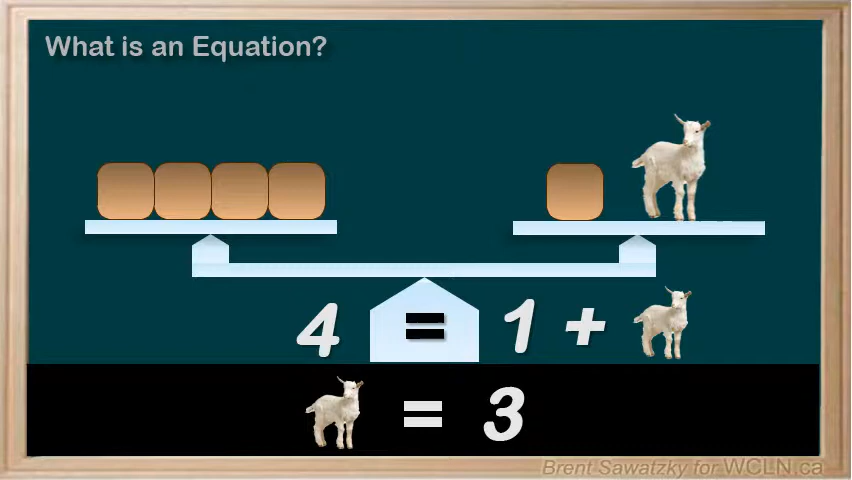 What is an Equation?
4 = 1 +
= 3
Brent Sawatzky for WCLN.ca